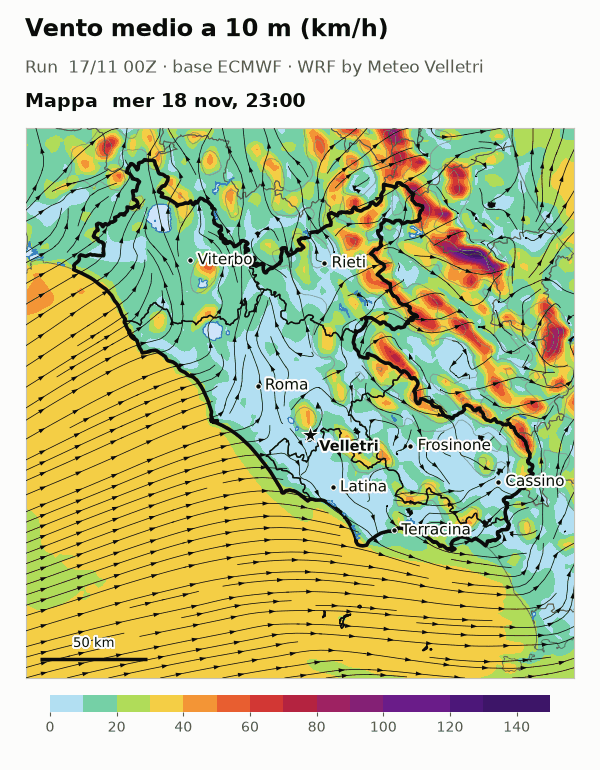 Vento medio a 10 m (km/h)
Run  17/11 00Z · base ECMWF · WRF by Meteo Velletri
Mappa  mer 18 nov, 23:00
Viterbo
Rieti
Roma
Velletri
Frosinone
Cassino
Latina
Terracina
50 km
0 20 40 60 80 100 120 140